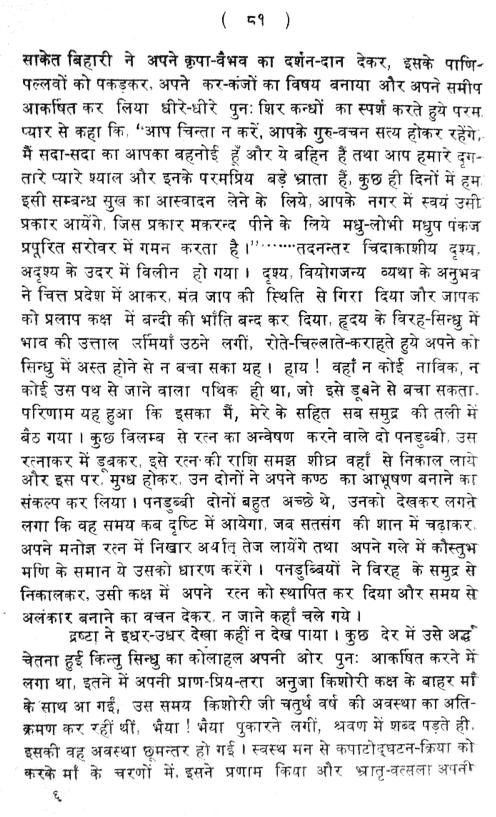 ( ८१ )
साकेत बिहारी ने अपने कृपा-वैभव का दर्शन-दान देकर, इसके पाणि-
पल्लवों को पकड़कर, अपने कर-कंजों का विषय बनाया और अपने समीप
आकर्षित कर लिया धीरे-धीरे पुनः शिर कन्धों का स्पर्श करते हुये परम
प्यार से कहा कि, "आप चिन्ता न करें, आपके गुरु-वचन सत्य होकर रहेंगे,
मैं सदा-सदा का आपका बहनोई हूँ और ये बहिन हैं तथा आप हमारे दृग-
तारे प्यारे श्याल और इनके परमप्रिय बड़े भ्राता हैं, कुछ ही दिनों में हम
इसी सम्बन्ध सुख का आस्वादन लेने के लिये, आपके नगर में स्वयं उसी
प्रकार आयेंगे, जिस प्रकार मकरन्द पीने के लिये मधु-लोभी मधुप पंकज
प्रपूरित सरोवर में गमन करता है।"·······तदनन्तर चिदाकाशीय दृश्य,
अदृश्य के उदर में विलीन हो गया। दृश्य, वियोगजन्य व्यथा के अनुभव
ने चित्त प्रदेश में आकर, मंत्र जाप की स्थिति से गिरा दिया और जापक
को प्रलाप कक्ष में बन्दी की भाँति बन्द कर दिया, हृदय के विरह-सिन्धु में
भाव की उत्ताल उर्मियाँ उठने लगीं, रोते-चिल्लाते-कराहते हुये अपने को
सिन्धु में अस्त होने से न बचा सका यह। हाय! वहाँ न कोई नाविक, न
कोई उस पथ से जाने वाला पथिक ही था, जो इसे डूबने से बचा सकता.
परिणाम यह हुआ कि इसका मैं, मेरे के सहित सब समुद्र की तली में
बैठ गया। कुछ विलम्ब से रत्न का अन्वेषण करने वाले दो पनडुब्बी, उस
रत्नाकर में डूबकर, इसे रत्न की राशि समझ शीघ्र वहाँ से निकाल लाये
और इस पर मुग्ध होकर, उन दोनों ने अपने कण्ठ का आभूषण बनाने का
संकल्प कर लिया। पनडुब्बी दोनों बहुत अच्छे थे, उनको देखकर लगने
लगा कि वह समय कब दृष्टि में आयेगा, जब सतसंग की शान में चढ़ाकर,
अपने मनोज्ञ रत्न में निखार अर्थात् तेज लायेंगे तथा अपने गले में कौस्तुभ
मणि के समान ये उसको धारण करेंगे। पनडुब्बियों ने विरह के समुद्र से
निकालकर, उसी कक्ष में अपने रत्न को स्थापित कर दिया और समय से
अलंकार बनाने का वचन देकर, न जाने कहाँ चले गये।
द्रष्टा ने इधर-उधर देखा कहीं न देख पाया। कुछ देर में उसे अर्द्ध
चेतना हुई किन्तु सिन्धु का कोलाहल अपनी ओर पुनः आकर्षित करने में
लगा था, इतने में अपनी प्राण-प्रिय-तरा अनुजा किशोरी कक्ष के बाहर माँ
के साथ आ गईं, उस समय किशोरी जी चतुर्थ वर्ष की अवस्था का अति-
क्रमण कर रहीं थीं, भैया! भैया पुकारने लगीं, श्रवण में शब्द पड़ते ही,
इसकी वह अवस्था छूमन्तर हो गई। स्वस्थ मन से कपाटोद्घटन-क्रिया को
करके माँ के चरणों में, इसने प्रणाम किया और भ्रातृ-वत्सला अपनी
६